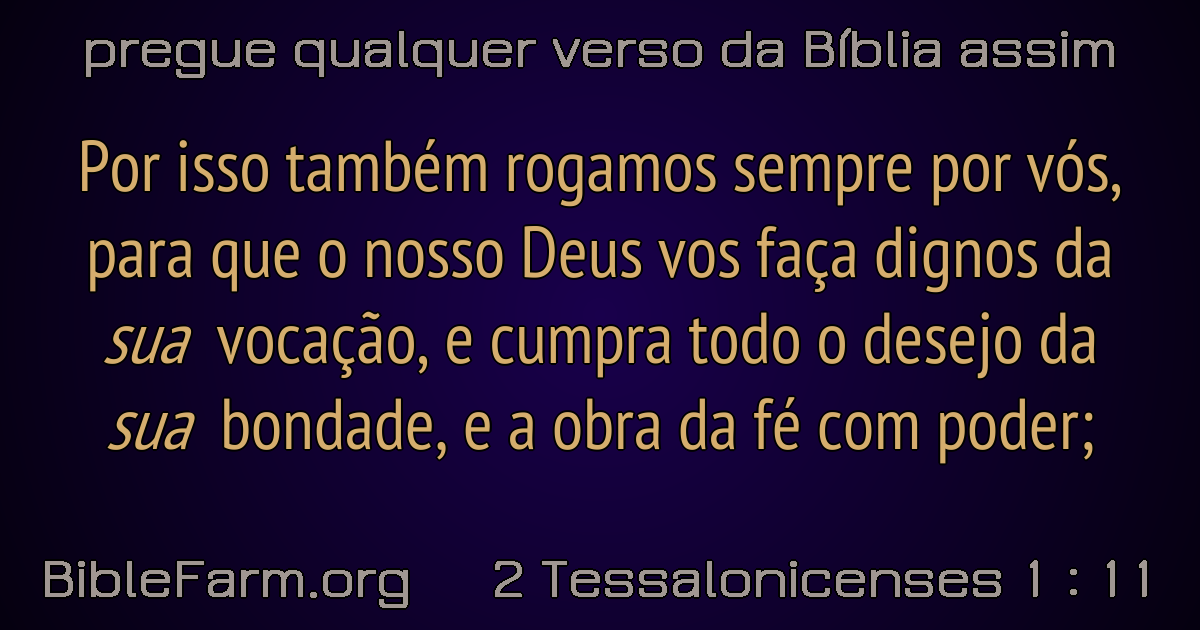 pregue qualquer verso da Bíblia assim
Por isso também rogamos sempre por vós,
para que o nosso Deus vos faça dignos da
sua vocação, e cumpra todo o desejo da
sua bondade, e a obra da fé com poder;
BibleFarm.org 2 Tessalonicenses 1 : 11